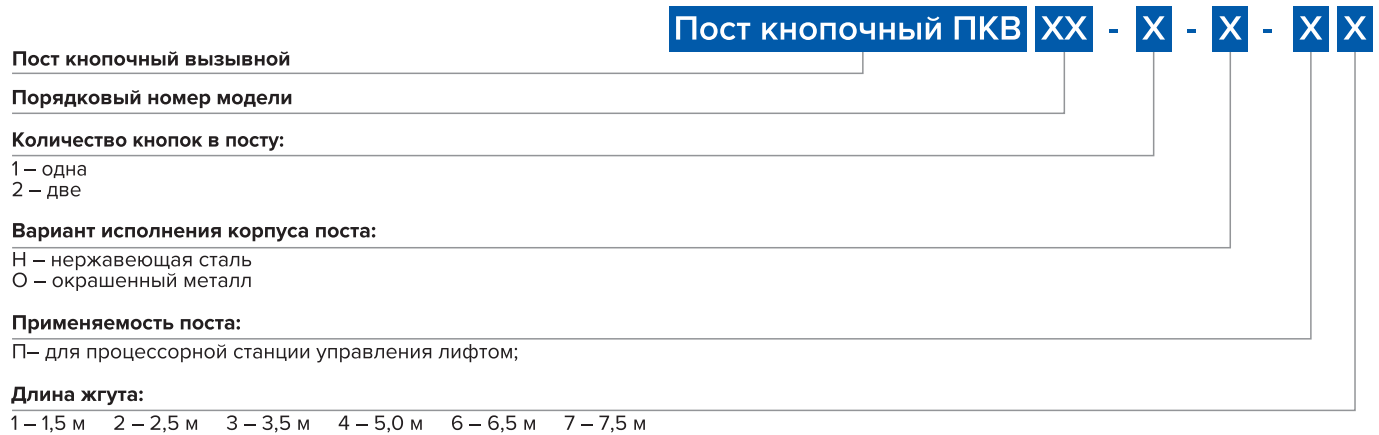 Пост кнопочный ПКВ ХХ - Х - Х - Х Х
Пост кнопочный вызывной
Порядковый номер модели
Количество кнопок в посту:
1 – одна
2 – две
Вариант исполнения корпуса поста:
Н – нержавеющая сталь
О – окрашенный металл
Применяемость поста:
П– для процессорной станции управления лифтом;
Длина жгута:
1 – 1,5 м 2 – 2,5 м 3 – 3,5 м 4 – 5,0 м 6 – 6,5 м 7 – 7,5 м